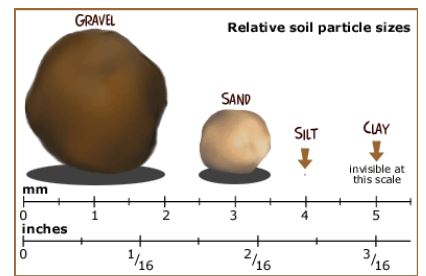 Relative soil particle sizes
GRAVEL
SAND
SILT
CLAY
invisible at
this scale
mm
0 1 2 3 4 5
inches
0 1/16 2/16 3/16